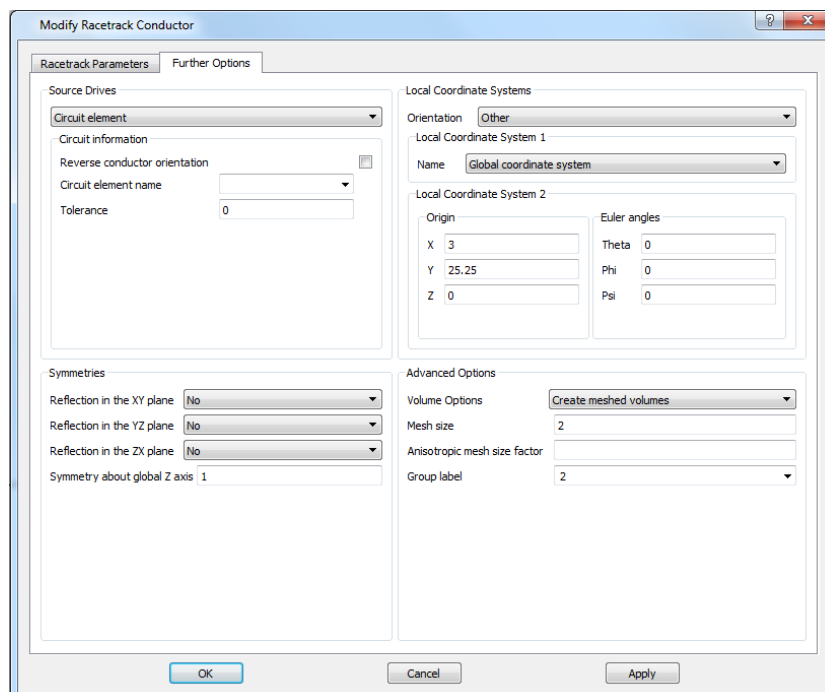 Modify Racetrack Conductor
?
X
Racetrack Parameters
Further Options
Source Drives
Circuit element
Circuit information
Reverse conductor orientation
Circuit element name
Tolerance 0
Local Coordinate Systems
Orientation Other
Local Coordinate System 1
Name Global coordinate system
Local Coordinate System 2
Origin
X 3
Y 25.25
Z 0
Euler angles
Theta 0
Phi 0
Psi 0
Symmetries
Reflection in the XY plane No
Reflection in the YZ plane No
Reflection in the ZX plane No
Symmetry about global Z axis 1
Advanced Options
Volume Options Create meshed volumes
Mesh size 2
Anisotropic mesh size factor
Group label 2
OK
Cancel
Apply